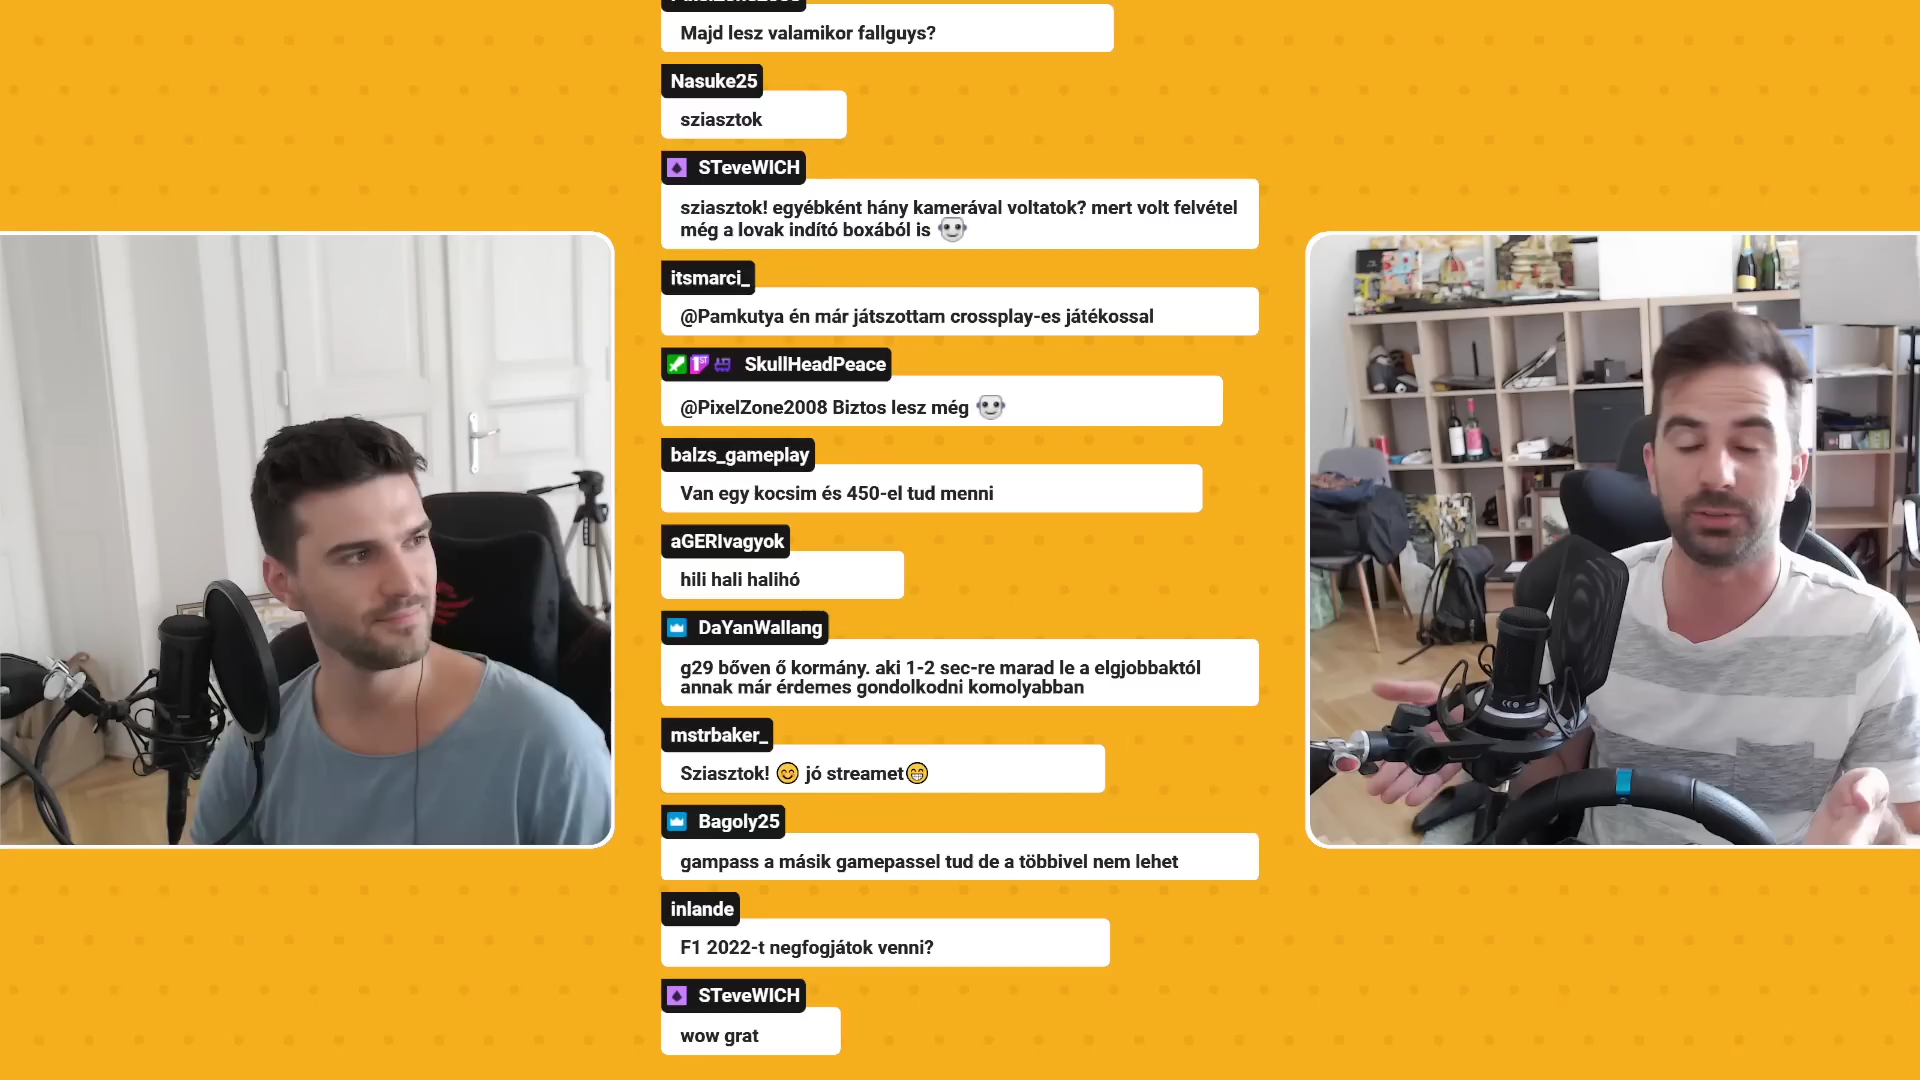 Majd lesz valamikor fallguys?
Nasuke25
sziasztok
STeveWICH
sziasztok! egyébként hány kamerával voltatok? mert volt felvétel
még a lovak indító boxából is
itsmarci_
@Pamkutya én már játszottam crossplay-es játékossal
SkullHeadPeace
@PixelZone2008 Biztos lesz még
balzs_gameplay
Van egy kocsim és 450-el tud menni
aGERIvagyok
hili hali halihó
DaYanWallang
g29 bőven ő kormány. aki 1-2 sec-re marad le a elgjobbaktól
annak már érdemes gondolkodni komolyabban
mstrbaker_
Sziasztok! 😊 jó streamet😁
Bagoly25
gampass a másik gamepassel tud de a többivel nem lehet
inlande
F1 2022-t negfogjátok venni?
STeveWICH
wow grat